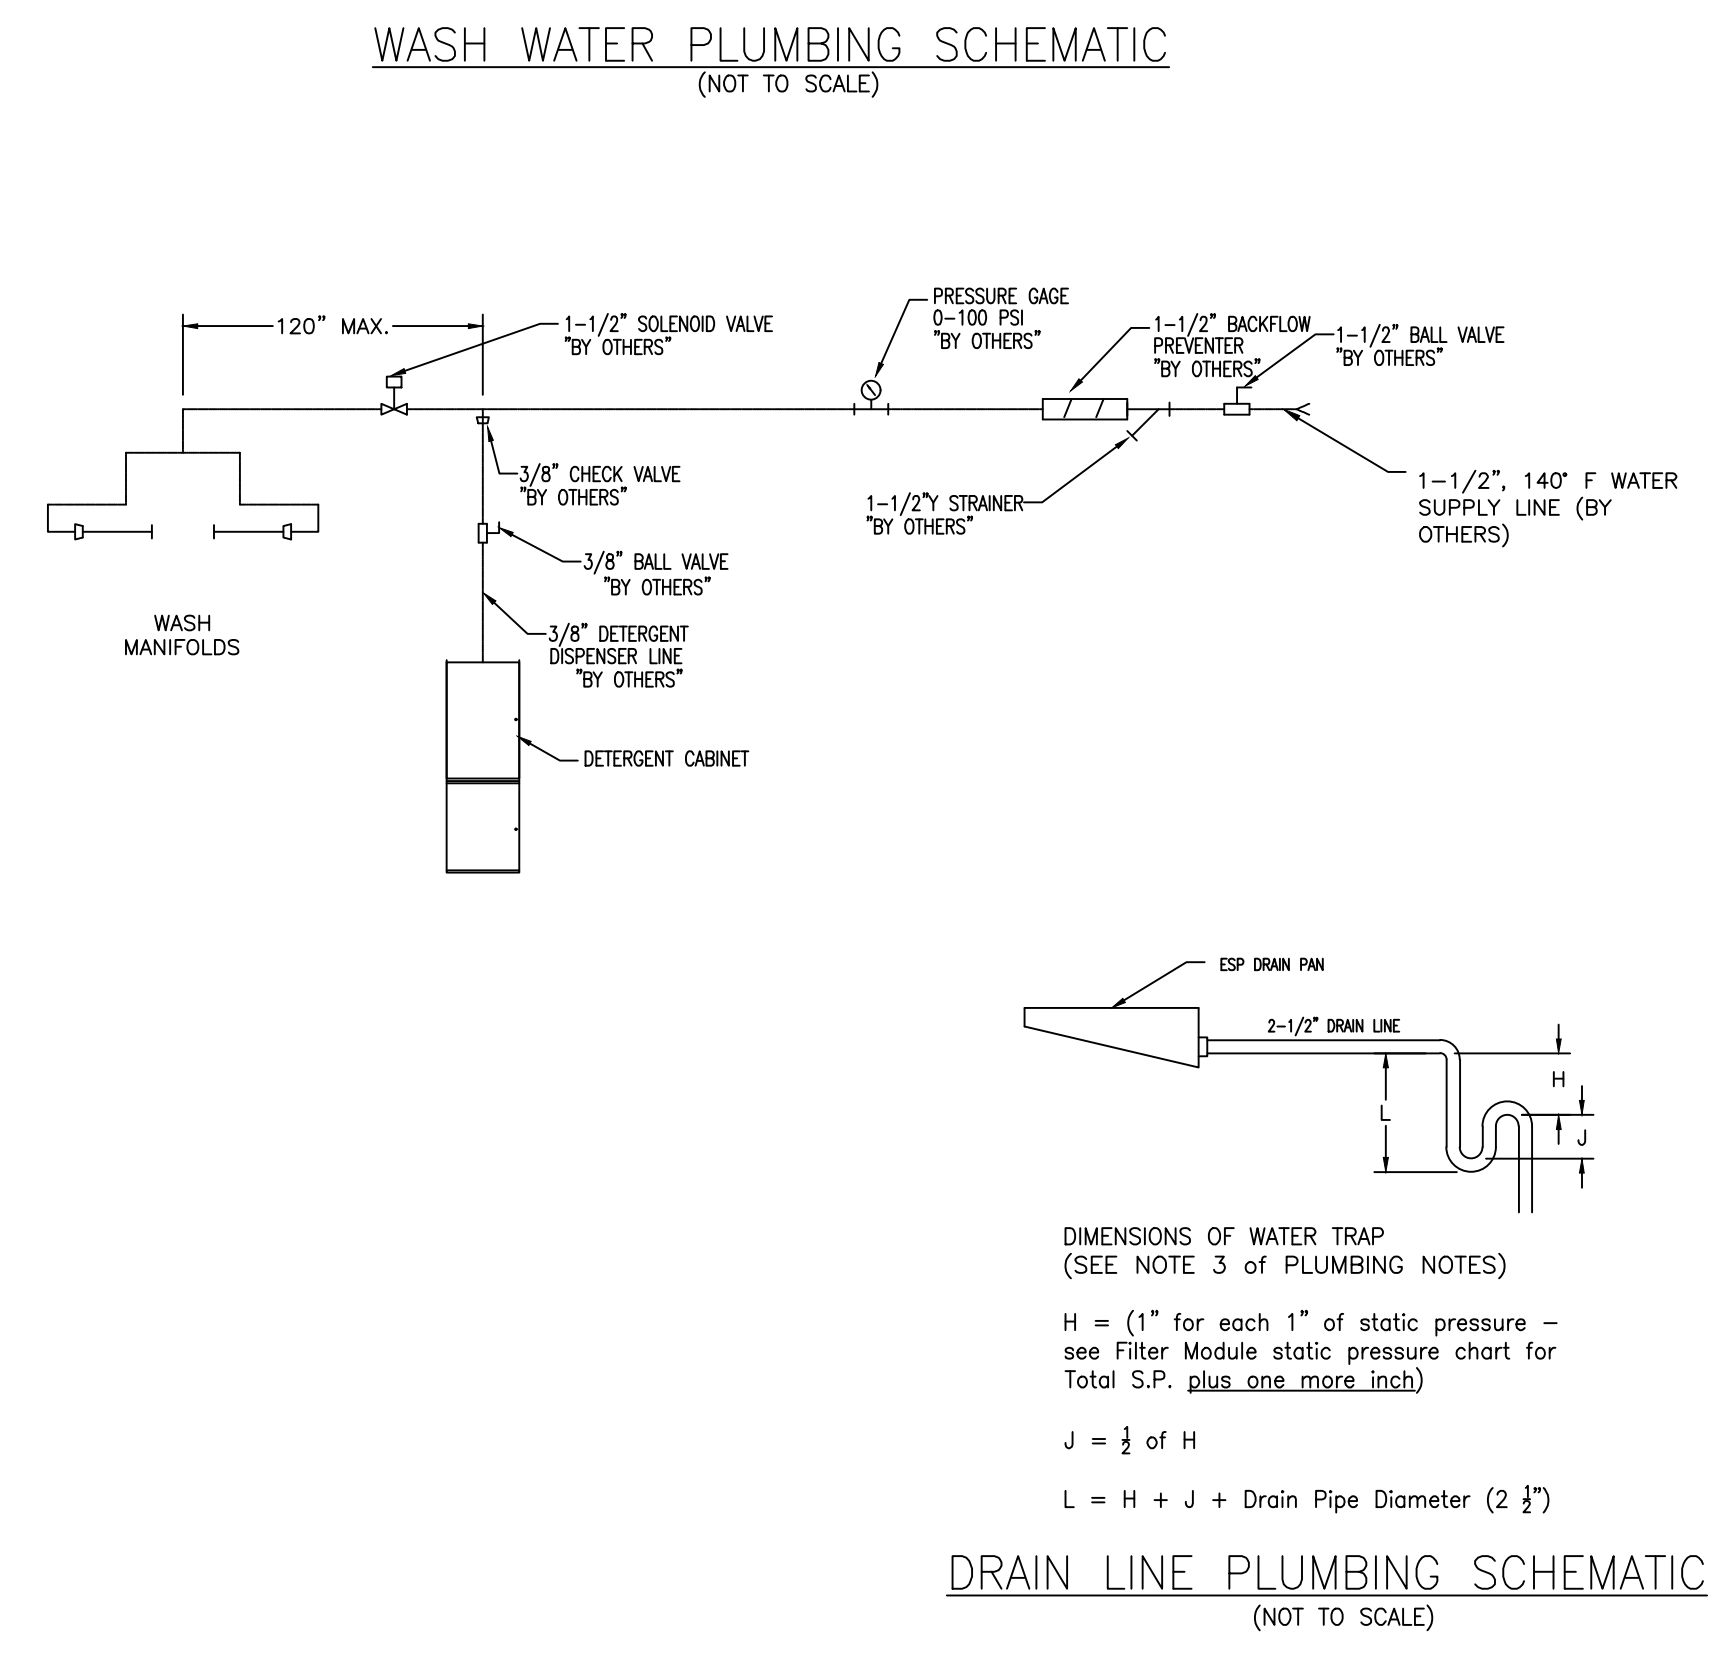 WASH WATER PLUMBING SCHEMATIC
(NOT TO SCALE)
120" MAX.
1-1/2" SOLENOID VALVE
"BY OTHERS"
PRESSURE GAGE
0-100 PSI
"BY OTHERS"
1-1/2" BACKFLOW
PREVENTER
"BY OTHERS"
1-1/2" BALL VALVE
"BY OTHERS"
3/8" CHECK VALVE
"BY OTHERS"
1-1/2"Y STRAINER
"BY OTHERS"
1-1/2", 140° F WATER
SUPPLY LINE (BY
OTHERS)
3/8" BALL VALVE
"BY OTHERS"
WASH
MANIFOLDS
3/8" DETERGENT
DISPENSER LINE
"BY OTHERS"
DETERGENT CABINET
ESP DRAIN PAN
2-1/2" DRAIN LINE
H
L
J
DIMENSIONS OF WATER TRAP
(SEE NOTE 3 of PLUMBING NOTES)
H = (1" for each 1" of static pressure –
see Filter Module static pressure chart for
Total S.P. plus one more inch)
J = ½ of H
L = H + J + Drain Pipe Diameter (2 ½")
DRAIN LINE PLUMBING SCHEMATIC
(NOT TO SCALE)